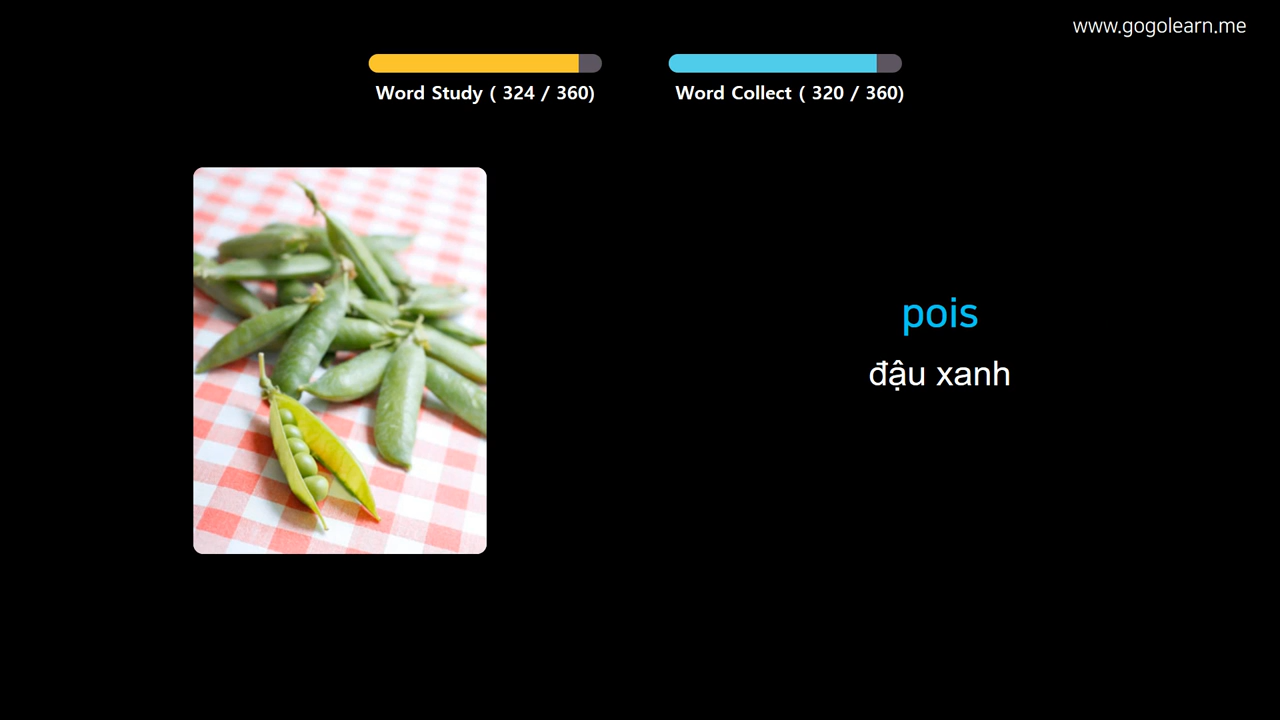 www.gogolearn.me
Word Study ( 324 / 360)
Word Collect ( 320 / 360)
pois
đậu xanh